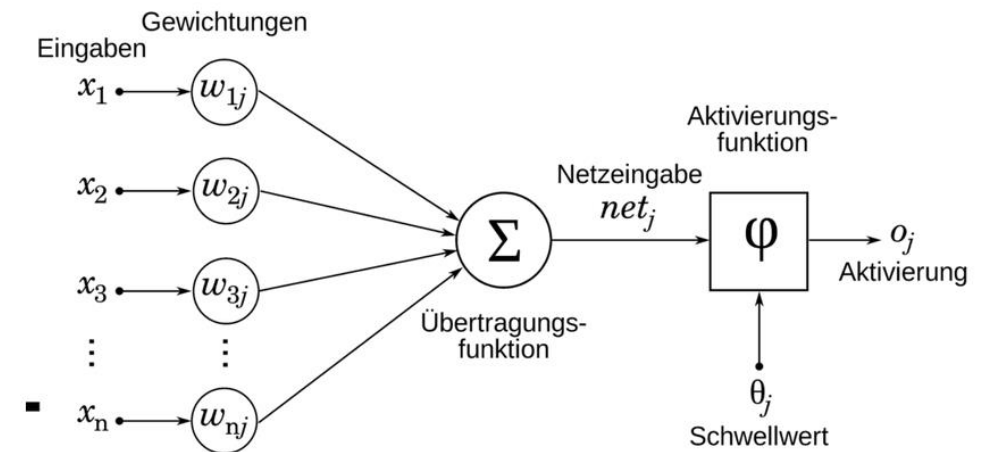 Gewichtungen
Eingaben
x₁ w₁ⱼ
x₂ w₂ⱼ
x₃ w₃ⱼ
⋮ ⋮
xₙ wₙⱼ
Σ
Übertragungs-
funktion
Netzeingabe
netⱼ
Aktivierungs-
funktion
φ
oⱼ
Aktivierung
θⱼ
Schwellwert